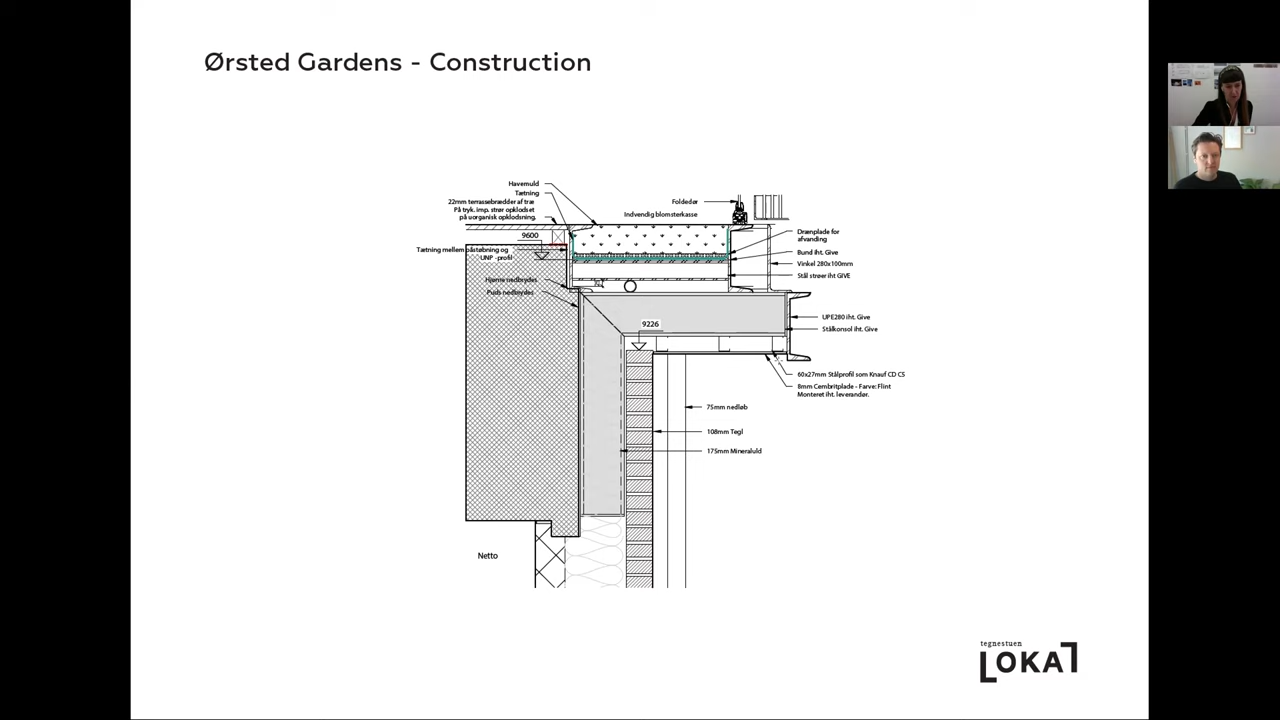 Ørsted Gardens - Construction
Havemuld
Tætning
22mm terrassebrædder af træ
På tryk. imp. strør opklodset
på uorganisk opklodsning.
9600
Tætning mellem påstøbning og
UNP -profil
Hjørne nedbrydes
Puds nedbrydes
Foldedør
Indvendig blomsterkasse
Drænplade for
afvanding
Bund iht. Give
Vinkel 280x100mm
Stål strøer iht GIVE
9226
UPE280 iht. Give
Stålkonsol iht. Give
60x27mm Stålprofil som Knauf CD CS
8mm Cembritplade - Farve: Flint
Monteret iht. leverandør.
75mm nedløb
108mm Tegl
175mm Mineraluld
Netto
tegnestuen
LOKAL